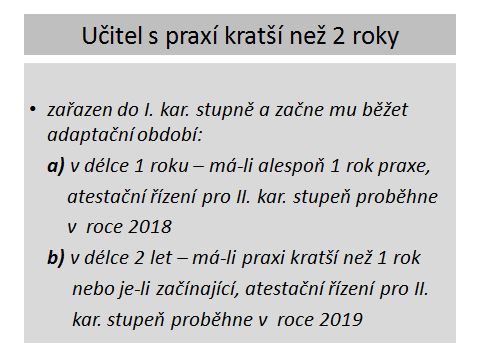 Učitel s praxí kratší než 2 roky
• zařazen do I. kar. stupně a začne mu běžet
adaptační období:
a) v délce 1 roku – má-li alespoň 1 rok praxe,
atestační řízení pro II. kar. stupeň proběhne
v roce 2018
b) v délce 2 let – má-li praxi kratší než 1 rok
nebo je-li začínající, atestační řízení pro II.
kar. stupeň proběhne v roce 2019